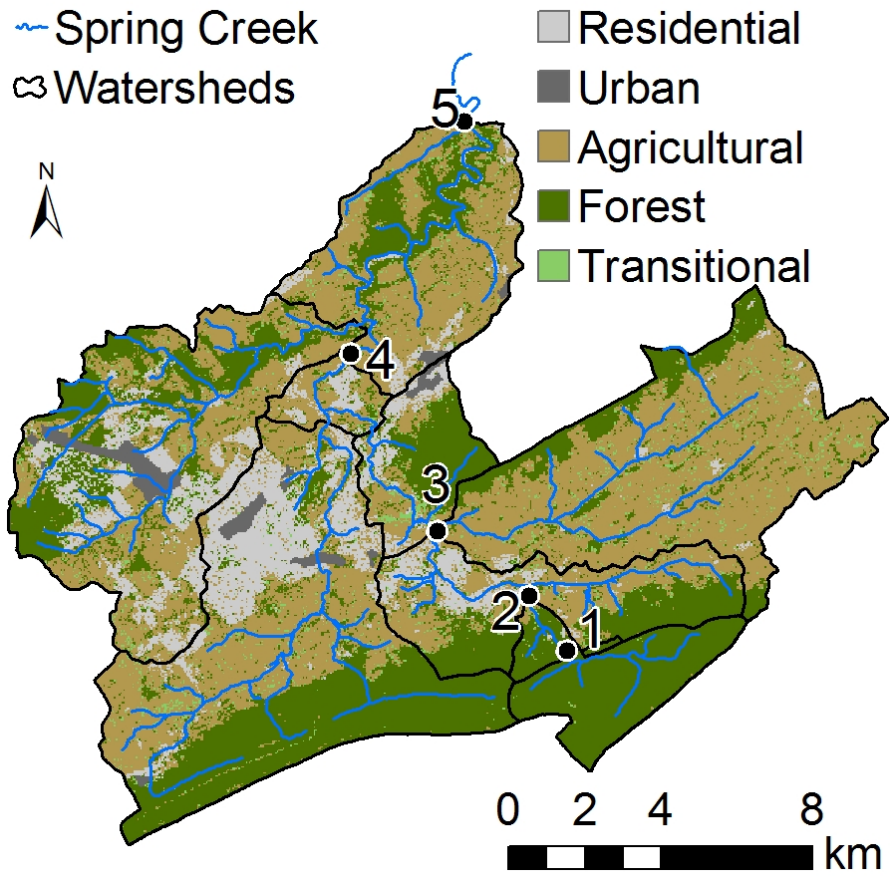 Spring Creek
Watersheds
Residential
Urban
Agricultural
Forest
Transitional
N
5
4
3
2
1
0 2 4 8
km